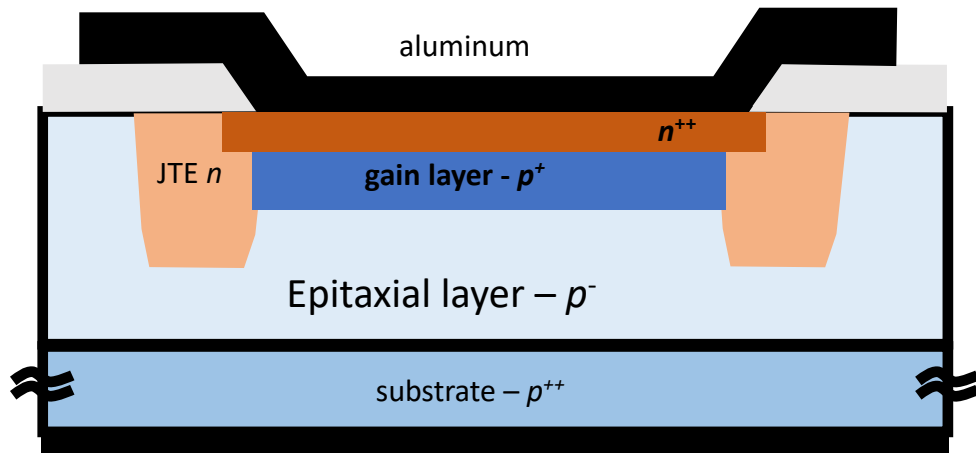 aluminum
n++
JTE n
gain layer - p+
Epitaxial layer – p-
substrate – p++